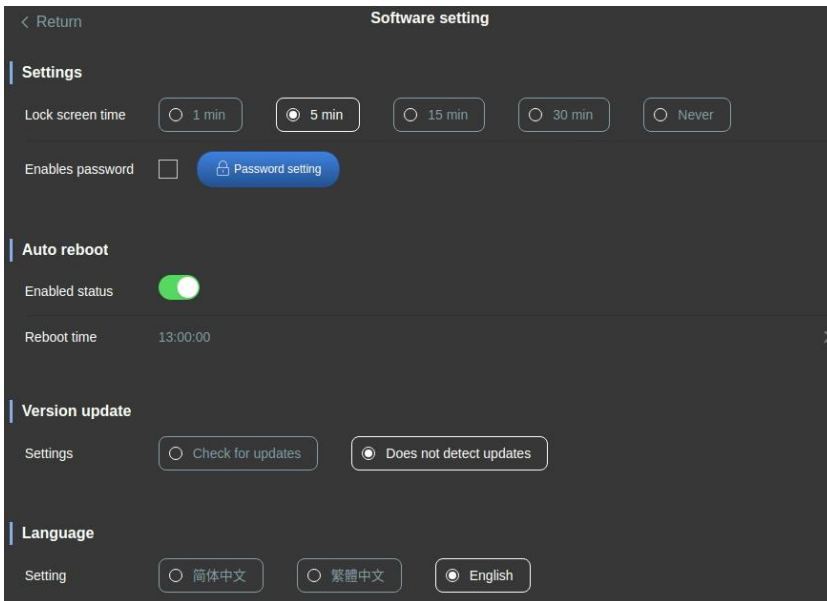 < Return
Software setting
Settings
Lock screen time 1 min 5 min 15 min 30 min Never
Enables password Password setting
Auto reboot
Enabled status
Reboot time 13:00:00
Version update
Settings Check for updates Does not detect updates
Language
Setting 简体中文 繁體中文 English